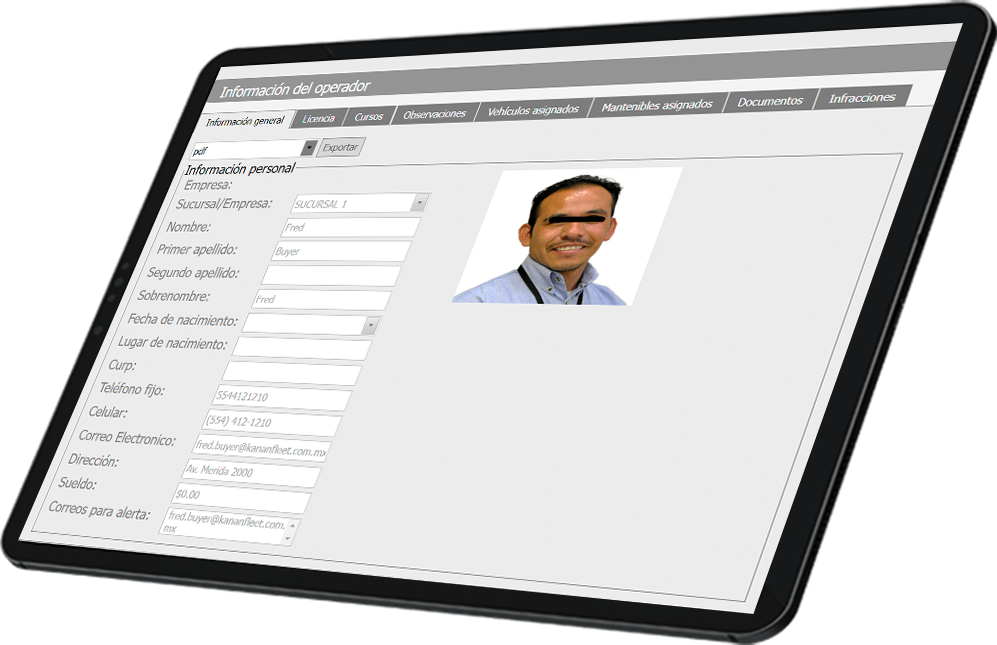 Información del operador
Información general Licencia Cursos Observaciones Vehículos asignados Mantenibles asignados Documentos Infracciones
pdf Exportar
Información personal
Empresa:
Sucursal/Empresa: SUCURSAL 1
Nombre: Fred
Primer apellido: Buyer
Segundo apellido:
Sobrenombre: Fred
Fecha de nacimiento:
Lugar de nacimiento:
Curp:
Teléfono fijo: 5544121210
Celular: (554) 412-1210
Correo Electronico: fred.buyer@kananfleet.com.mx
Dirección: Av. Merida 2000
Sueldo: $0.00
Correos para alerta: fred.buyer@kananfleet.com.
mx